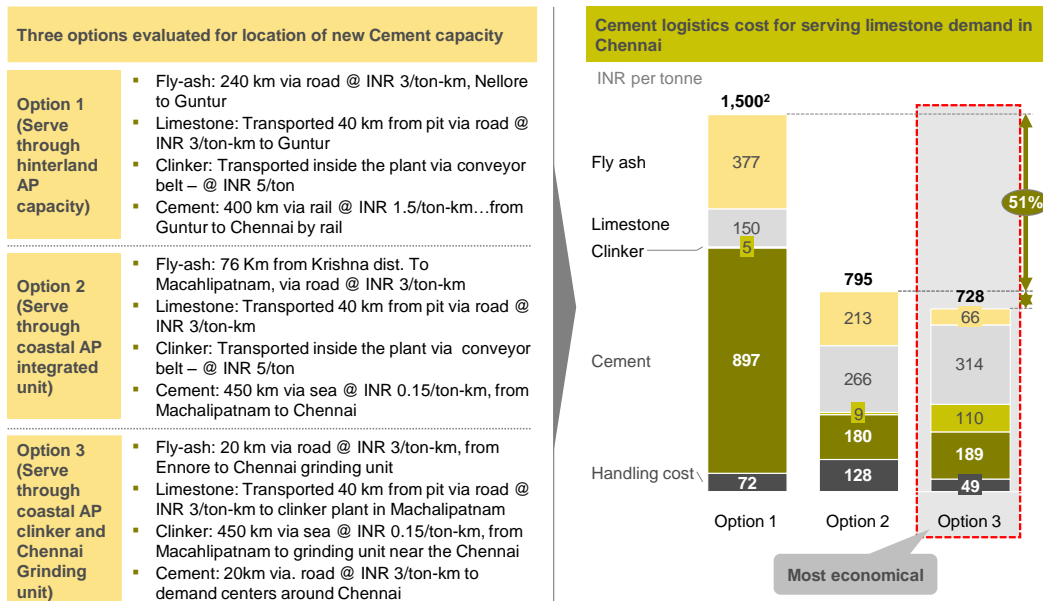 Three options evaluated for location of new Cement capacity
Option 1
(Serve
through
hinterland
AP
capacity)
▪ Fly-ash: 240 km via road @ INR 3/ton-km, Nellore
to Guntur
▪ Limestone: Transported 40 km from pit via road @
INR 3/ton-km to Guntur
▪ Clinker: Transported inside the plant via conveyor
belt – @ INR 5/ton
▪ Cement: 400 km via rail @ INR 1.5/ton-km…from
Guntur to Chennai by rail
Option 2
(Serve
through
coastal AP
integrated
unit)
▪ Fly-ash: 76 Km from Krishna dist. To
Macahlipatnam, via road @ INR 3/ton-km
▪ Limestone: Transported 40 km from pit via road @
INR 3/ton-km
▪ Clinker: Transported inside the plant via conveyor
belt – @ INR 5/ton
▪ Cement: 450 km via sea @ INR 0.15/ton-km, from
Machalipatnam to Chennai
Option 3
(Serve
through
coastal AP
clinker and
Chennai
Grinding
unit)
▪ Fly-ash: 20 km via road @ INR 3/ton-km, from
Ennore to Chennai grinding unit
▪ Limestone: Transported 40 km from pit via road @
INR 3/ton-km to clinker plant in Machalipatnam
▪ Clinker: 450 km via sea @ INR 0.15/ton-km, from
Macahlipatnam to grinding unit near the Chennai
▪ Cement: 20km via. road @ INR 3/ton-km to
demand centers around Chennai
Cement logistics cost for serving limestone demand in
Chennai
INR per tonne
1,500²
Fly ash
377
Limestone
150
Clinker
5
Cement
897
Handling cost
72
Option 1
795
213
266
9
180
128
Option 2
728
66
314
110
189
49
Option 3
51%
Most economical